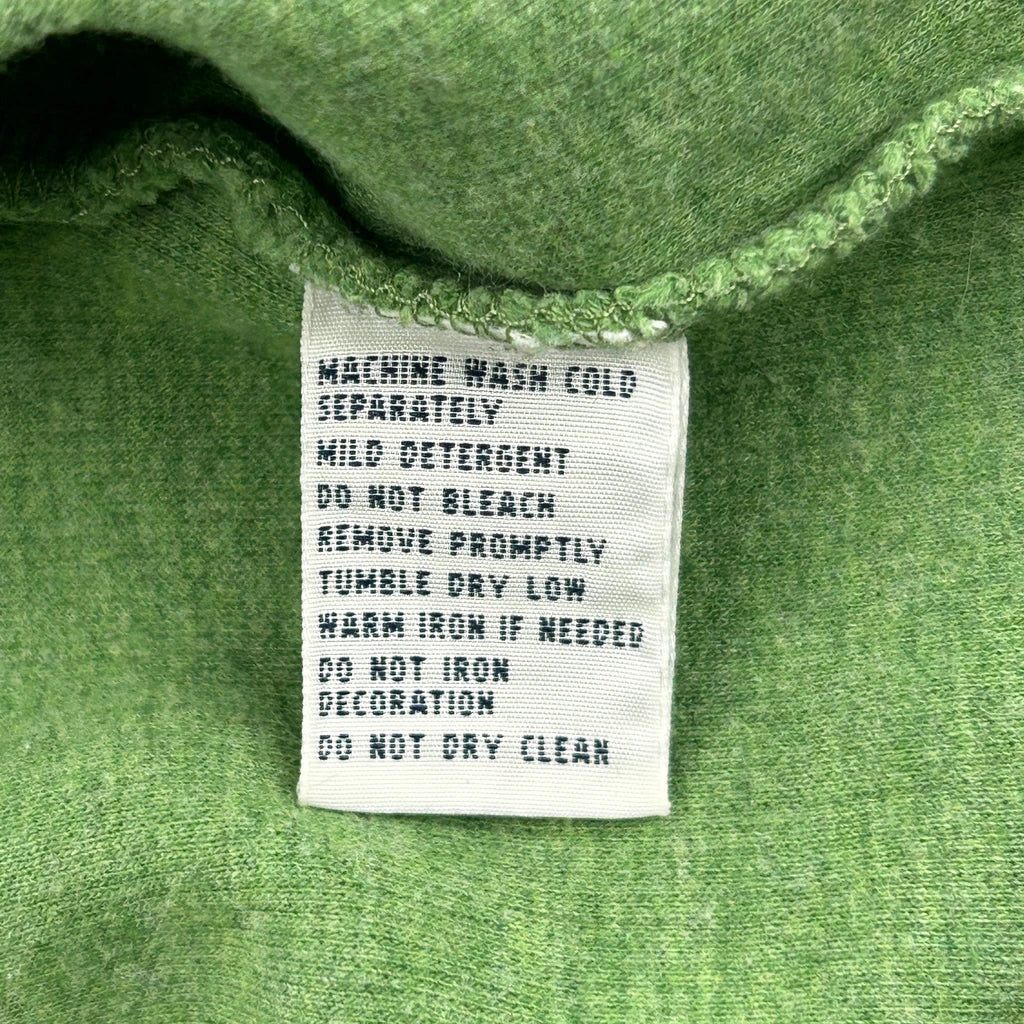 MACHINE WASH COLD
SEPARATELY
MILD DETERGENT
DO NOT BLEACH
REMOVE PROMPTLY
TUMBLE DRY LOW
WARM IRON IF NEEDED
DO NOT IRON
DECORATION
DO NOT DRY CLEAN